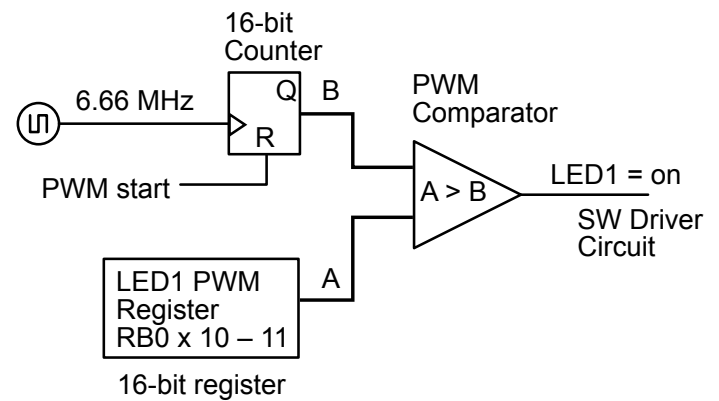 16-bit
Counter
6.66 MHz
Q
B
R
PWM start
PWM
Comparator
A > B
LED1 = on
SW Driver
Circuit
LED1 PWM
Register
RB0 x 10 – 11
A
16-bit register